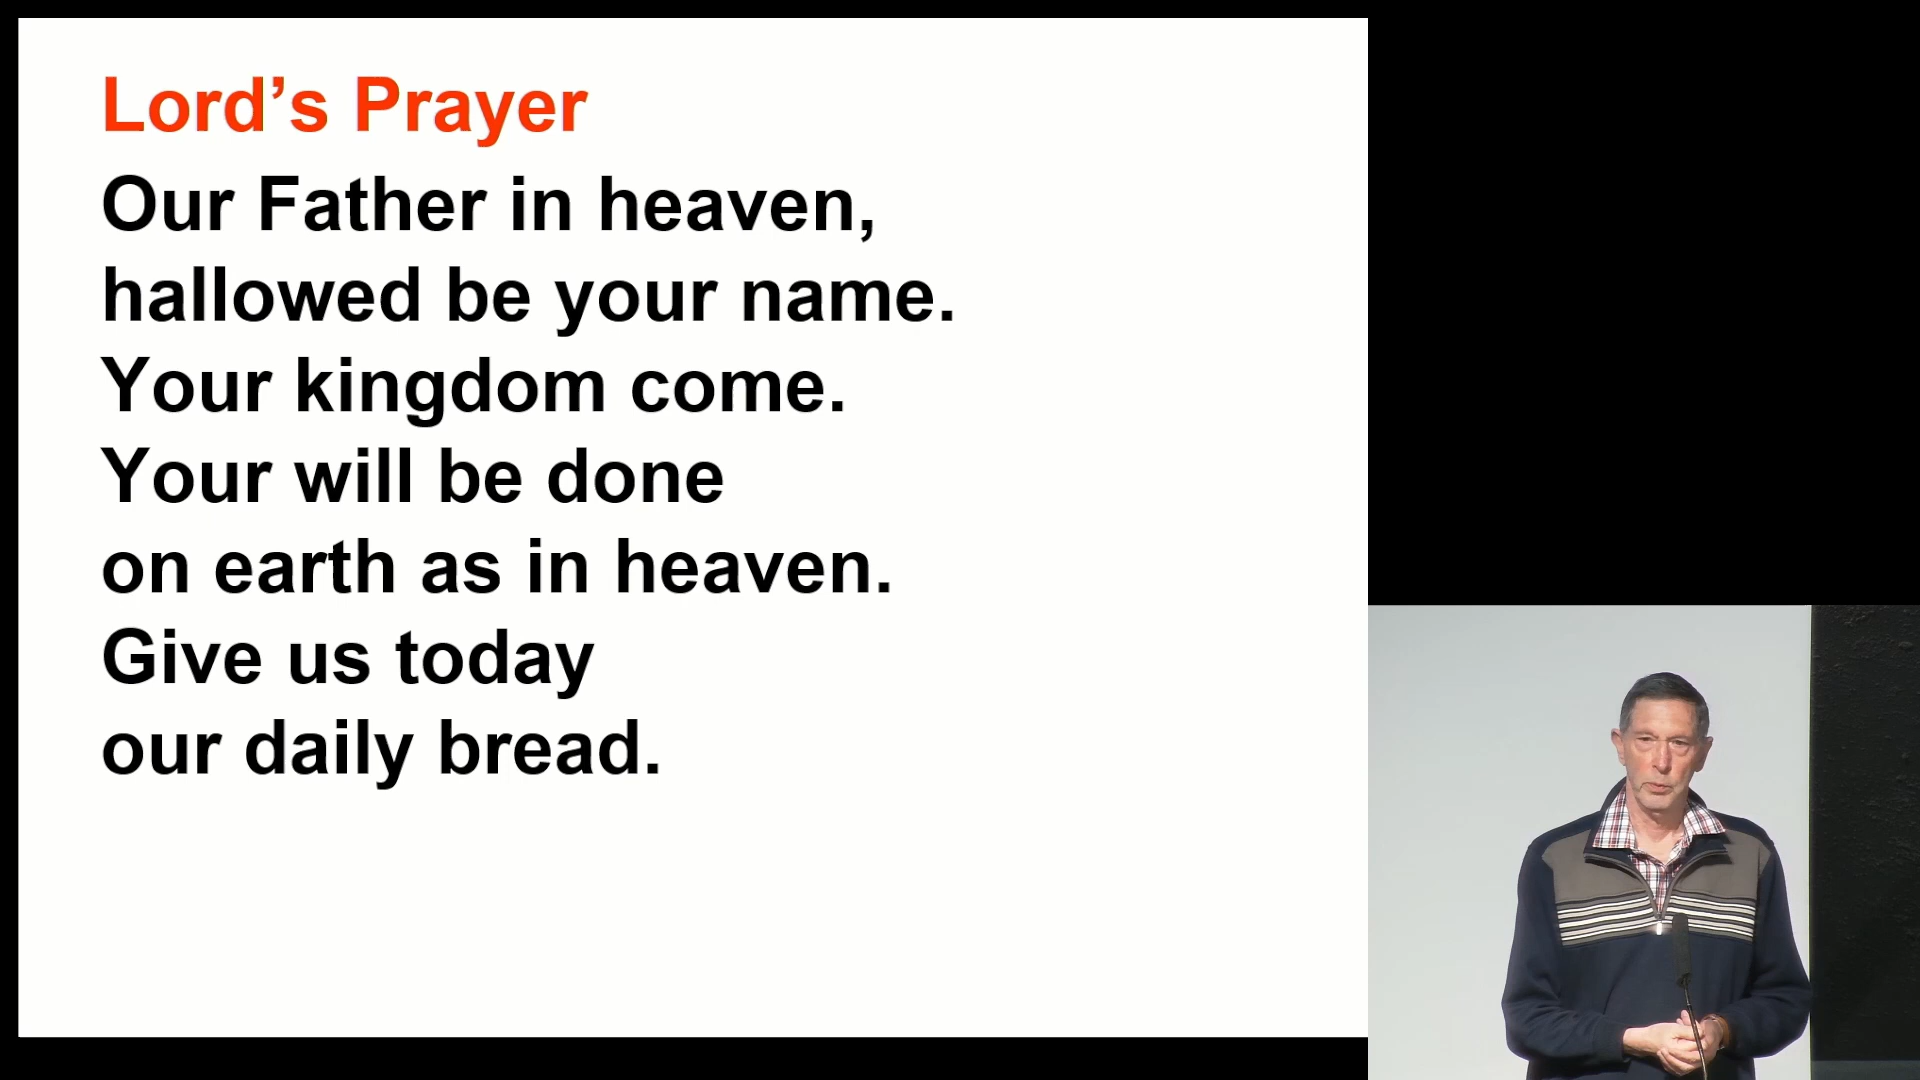 Lord’s Prayer
Our Father in heaven,
hallowed be your name.
Your kingdom come.
Your will be done
on earth as in heaven.
Give us today
our daily bread.